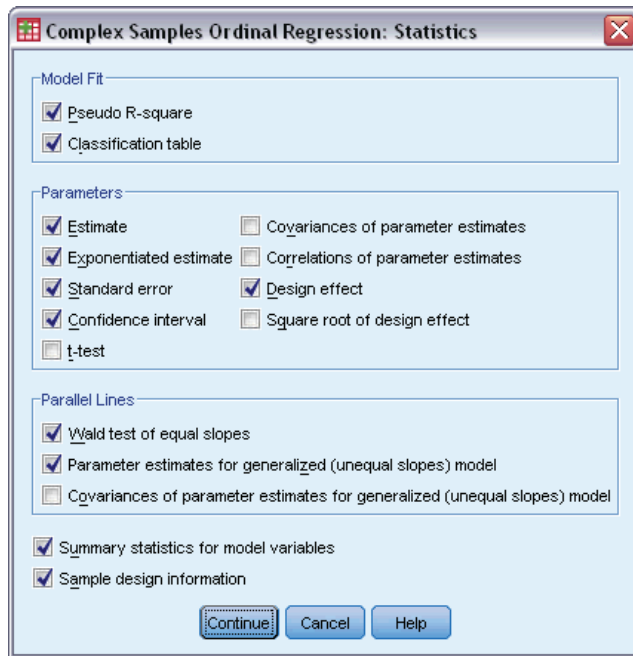 Complex Samples Ordinal Regression: Statistics
Model Fit
Pseudo R-square
Classification table
Parameters
Estimate
Covariances of parameter estimates
Exponentiated estimate
Correlations of parameter estimates
Standard error
Design effect
Confidence interval
Square root of design effect
t-test
Parallel Lines
Wald test of equal slopes
Parameter estimates for generalized (unequal slopes) model
Covariances of parameter estimates for generalized (unequal slopes) model
Summary statistics for model variables
Sample design information
Continue
Cancel
Help